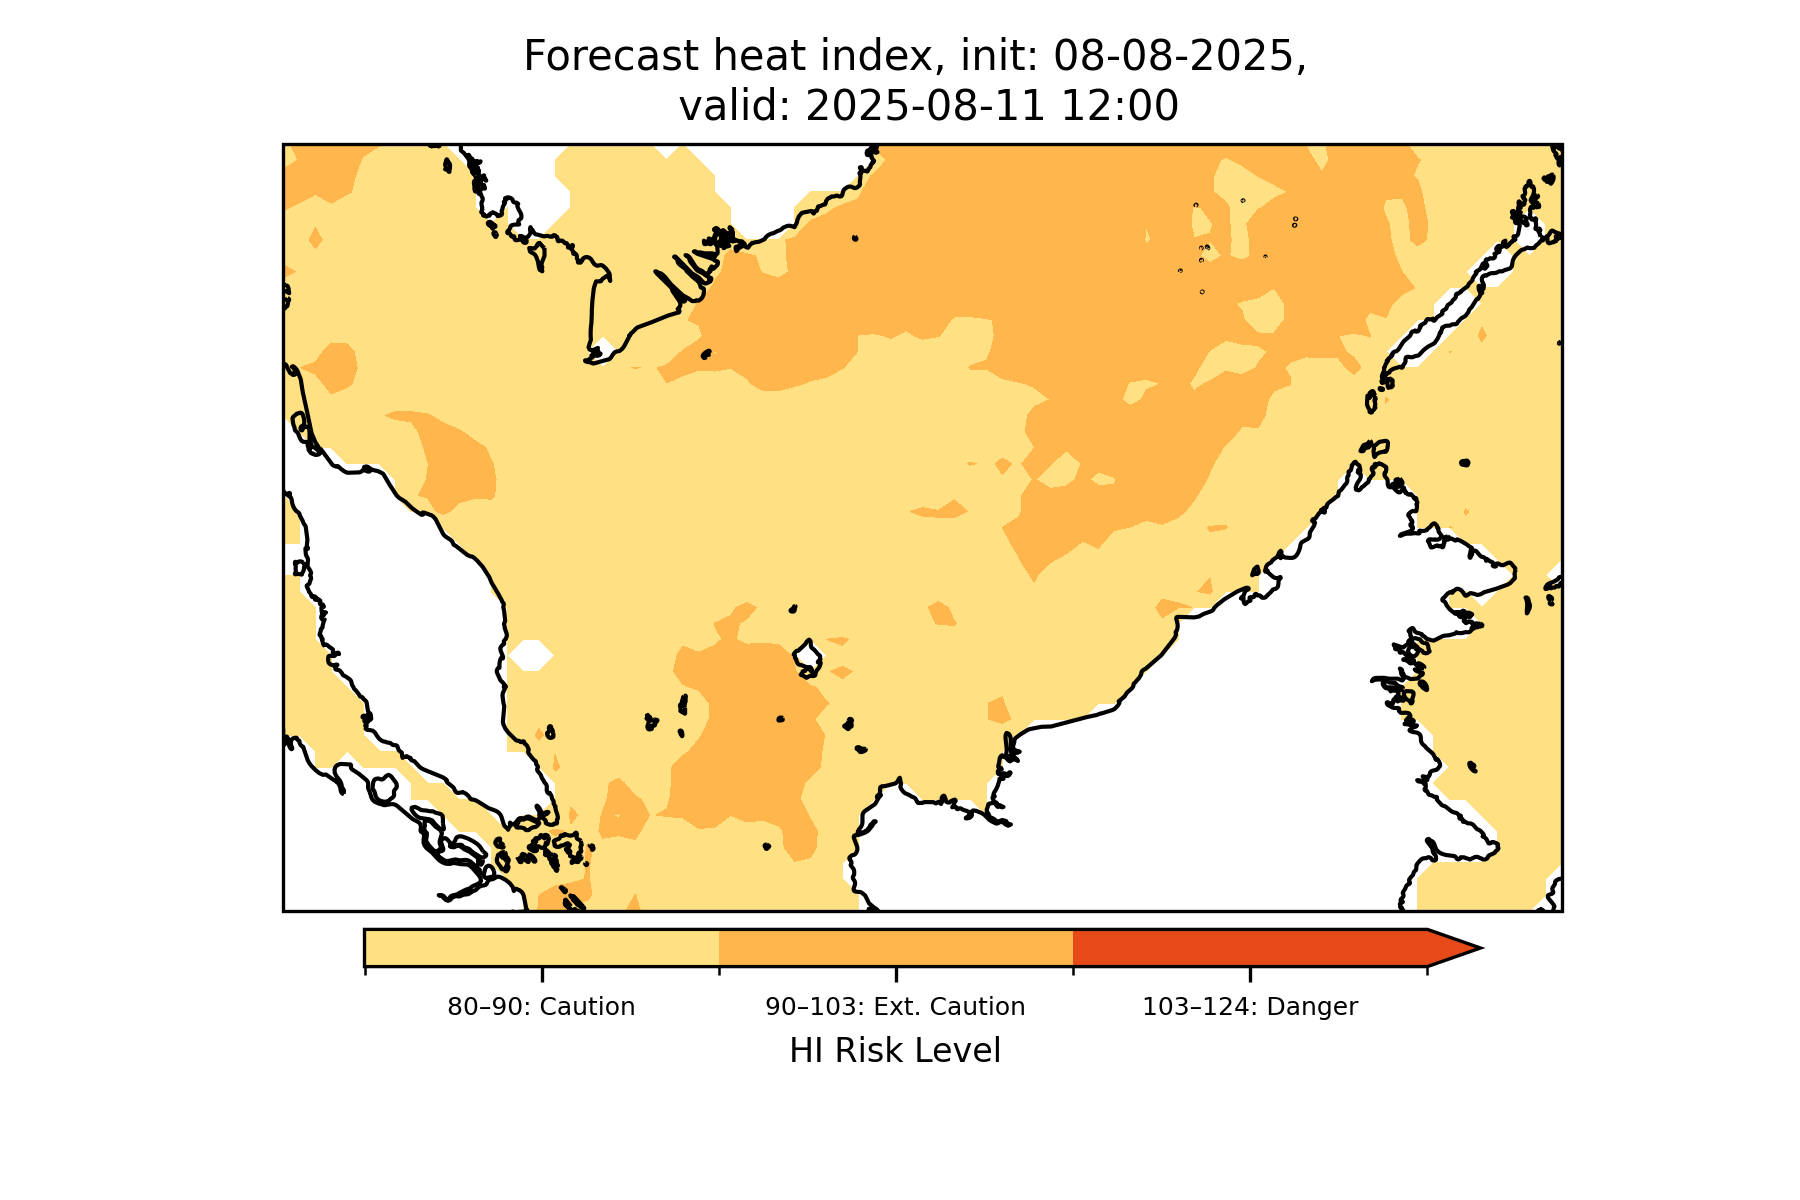 Forecast heat index, init: 08-08-2025,
valid: 2025-08-11 12:00
80–90: Caution
90–103: Ext. Caution
103–124: Danger
HI Risk Level